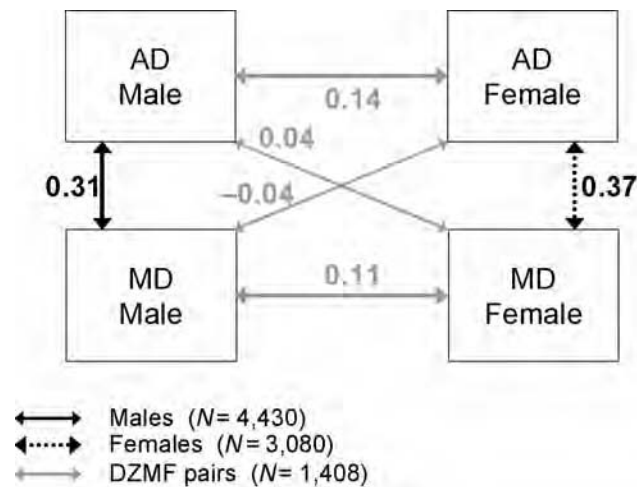 AD
Male
AD
Female
0.14
0.04
0.31
–0.04
0.37
MD
Male
0.11
MD
Female
Males (N = 4,430)
Females (N = 3,080)
DZMF pairs (N = 1,408)